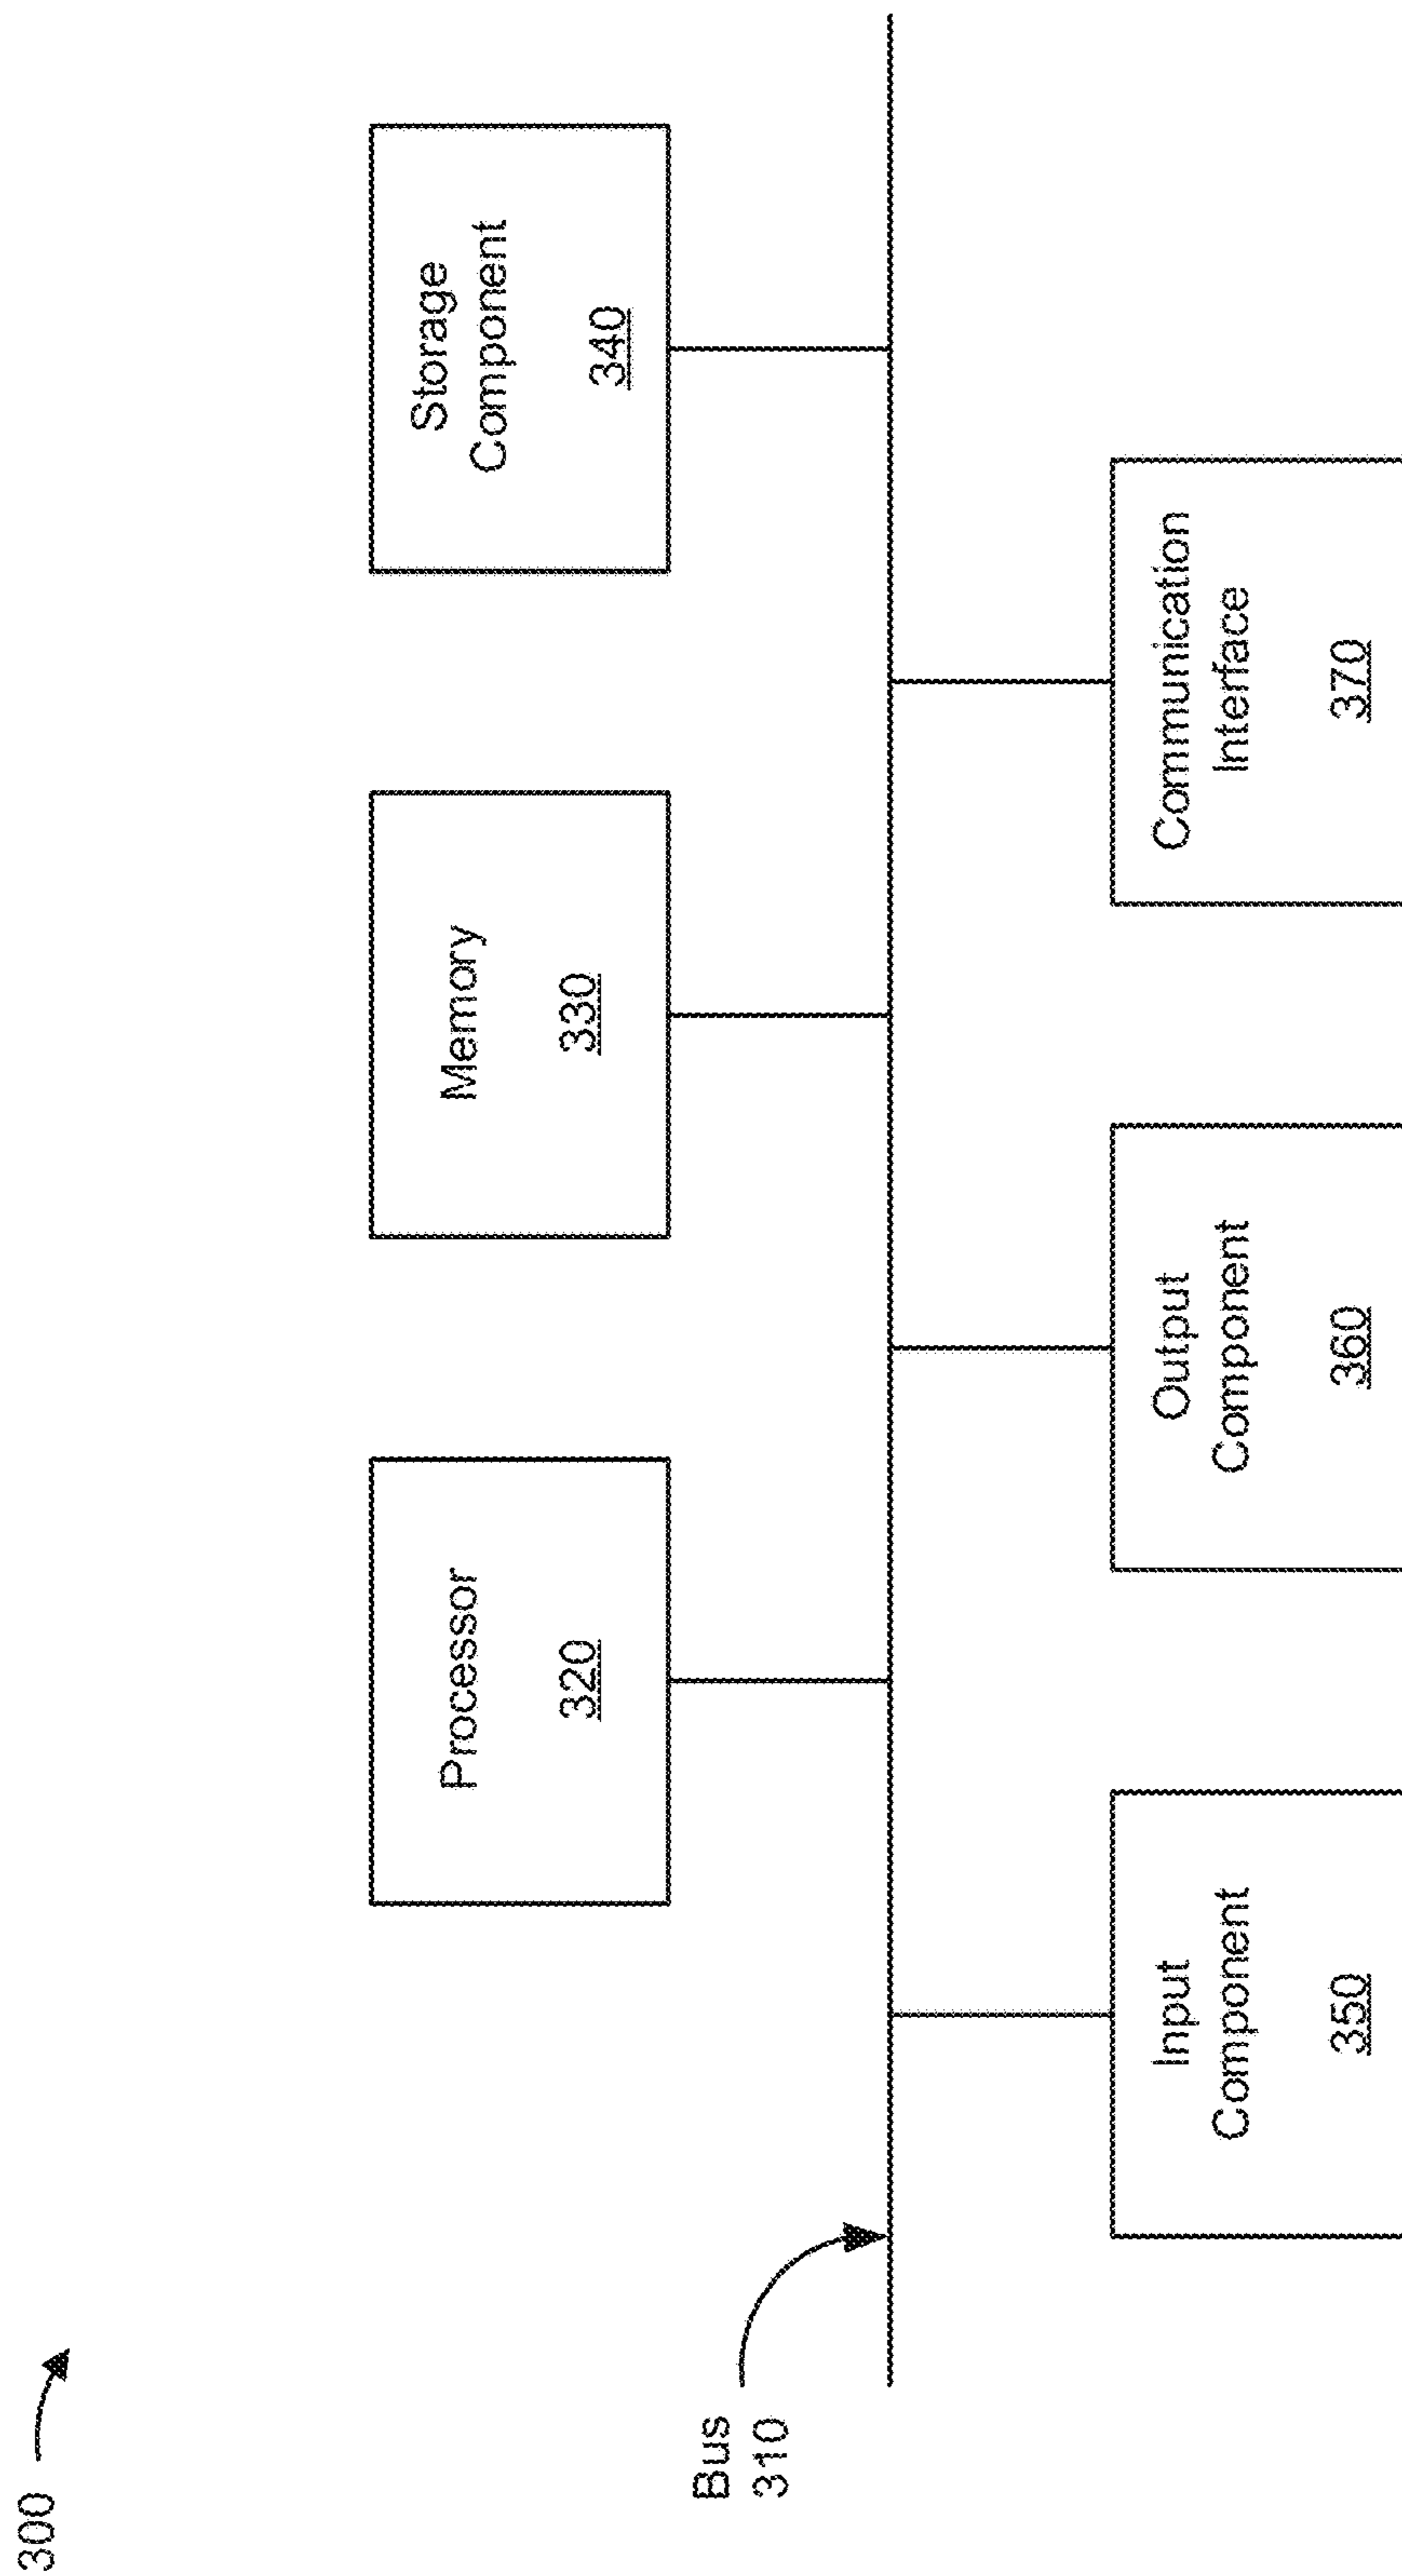 300
Processor
320
Memory
330
Storage
Component
340
Bus
310
Input
Component
350
Output
Component
360
Communication
Interface
370